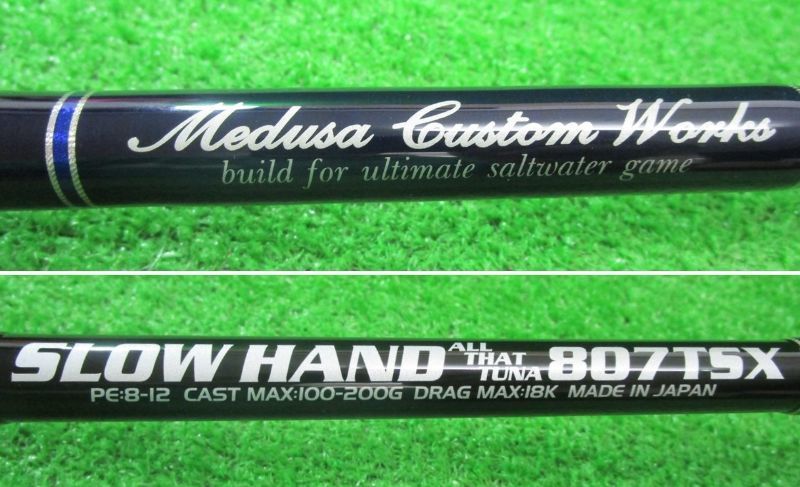 Medusa Custom Works
build for ultimate saltwater game
SLOW HAND ALL THAT TUNA 807TSX
PE:8-12 CAST MAX:100-200G DRAG MAX:18K MADE IN JAPAN